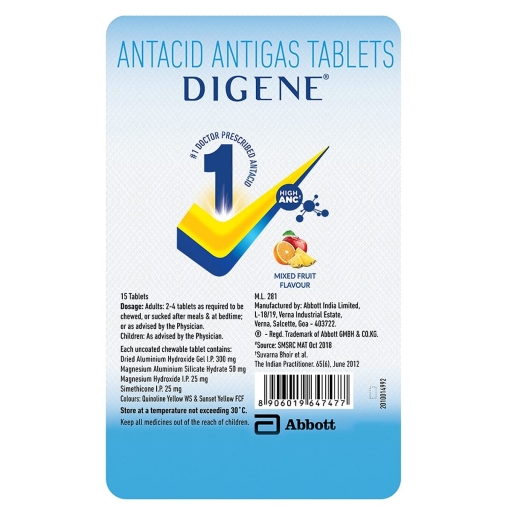 ANTACID ANTIGAS TABLETS
DIGENE®
#1 DOCTOR PRESCRIBED ANTACID
1
HIGH
ANC†
MIXED FRUIT
FLAVOUR
15 Tablets
Dosage: Adults: 2-4 tablets as required to be
chewed, or sucked after meals & at bedtime;
or as advised by the Physician.
Children: As advised by the Physician.
Each uncoated chewable tablet contains:
Dried Aluminium Hydroxide Gel I.P. 300 mg
Magnesium Aluminium Silicate Hydrate 50 mg
Magnesium Hydroxide I.P. 25 mg
Simethicone I.P. 25 mg
Colours: Quinoline Yellow WS & Sunset Yellow FCF
Store at a temperature not exceeding 30°C.
Keep all medicines out of the reach of children.
M.L. 281
Manufactured by: Abbott India Limited,
L-18/19, Verna Industrial Estate,
Verna, Salcette, Goa - 403722.
® - Regd. Trademark of Abbott GMBH & CO.KG.
#Source: SMSRC MAT Oct 2018
†Suvarna Bhoir et al.
The Indian Practitioner. 65(6), June 2012
8 906019 647477
2010014992
Abbott